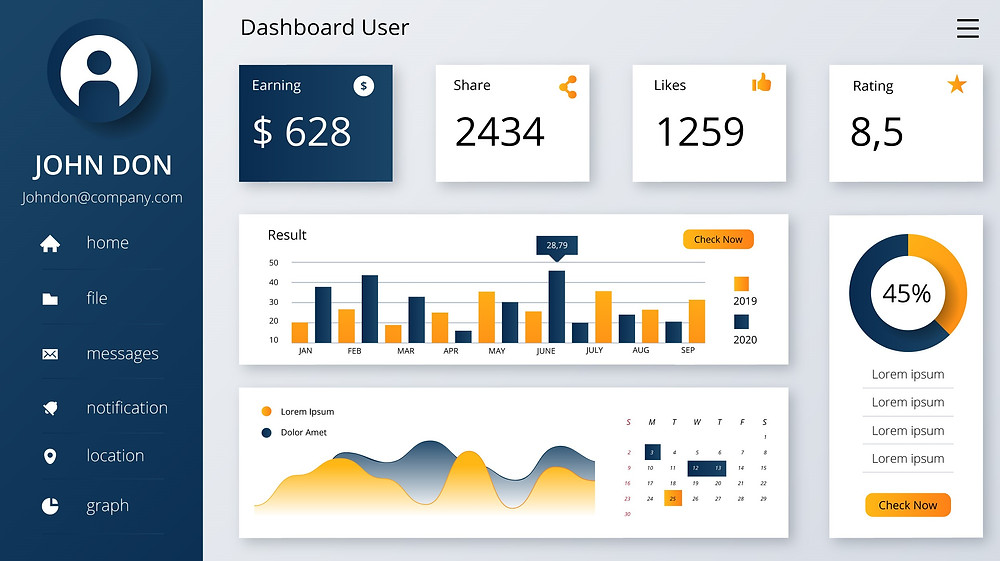 JOHN DON
Johndon@company.com
home
file
messages
notification
location
graph
Dashboard User
Earning
$
$ 628
Share
2434
Likes
1259
Rating
8,5
Result
28,79
Check Now
50
40
30
20
10
JAN FEB MAR APR MAY JUNE JULY AUG SEP
2019
2020
45%
Lorem ipsum
Lorem ipsum
Lorem ipsum
Lorem ipsum
Check Now
Lorem Ipsum
Dolor Amet
S M T W T F S
1
2 3 4 5 6 7 8
9 10 11 12 13 14 15
16 17 18 19 20 21 22
23 24 25 26 27 28 29
30